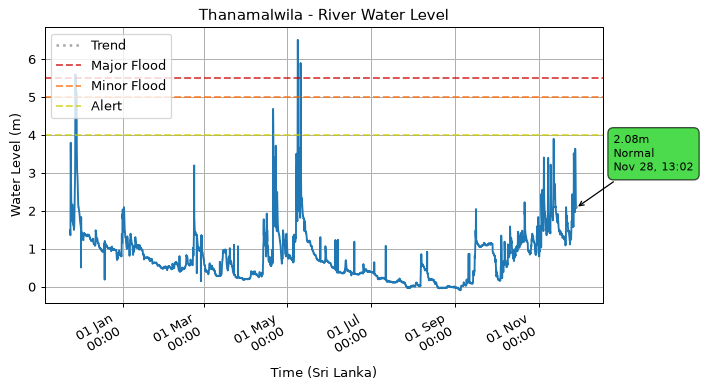 Thanamalwila - River Water Level
Trend
Major Flood
Minor Flood
Alert
Water Level (m)
6
5
4
3
2
1
0
2.08m
Normal
Nov 28, 13:02
01 Jan
00:00
01 Mar
00:00
01 May
00:00
01 Jul
00:00
01 Sep
00:00
01 Nov
00:00
Time (Sri Lanka)